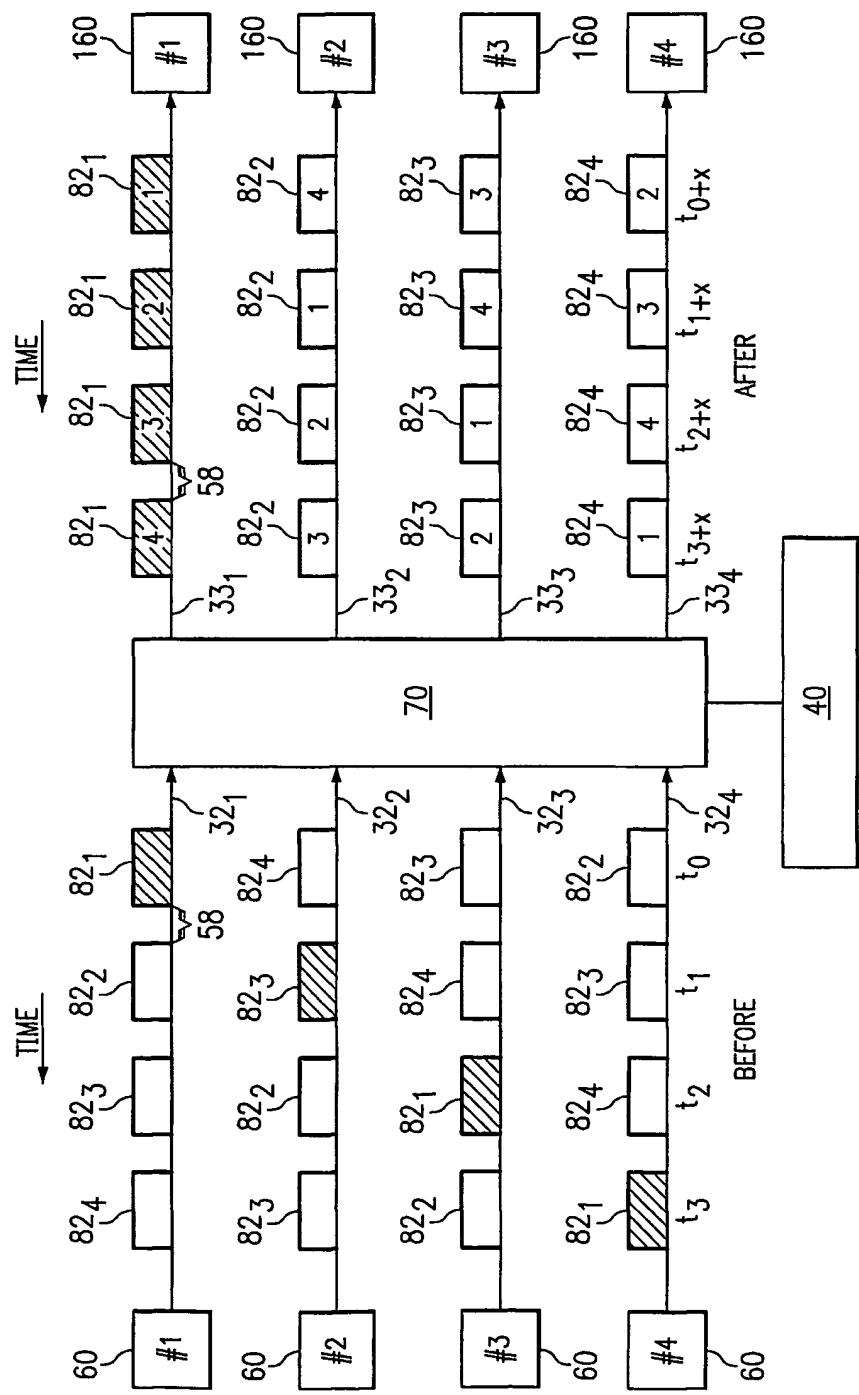 TIME TIME
60 82₄ 82₃ 82₂ 82₁ 82₁ 82₁ 82₁ 82₁ 160
#1 4 3 2 1 #1
58 32₁ 33₁ 58
60 82₃ 82₂ 82₃ 82₄ 82₂ 82₂ 82₂ 82₂ 160
#2 3 2 1 4 #2
32₂ 33₂
60 82₂ 82₁ 82₄ 82₃ 70 82₃ 82₃ 82₃ 82₃ 160
#3 2 1 4 3 #3
32₃ 33₃
60 82₁ 82₄ 82₃ 82₂ 82₄ 82₄ 82₄ 82₄ 160
#4 1 4 3 2 #4
t₃ t₂ t₁ t₀ 32₄ 33₄ t₃₊ₓ t₂₊ₓ t₁₊ₓ t₀₊ₓ
BEFORE AFTER
40